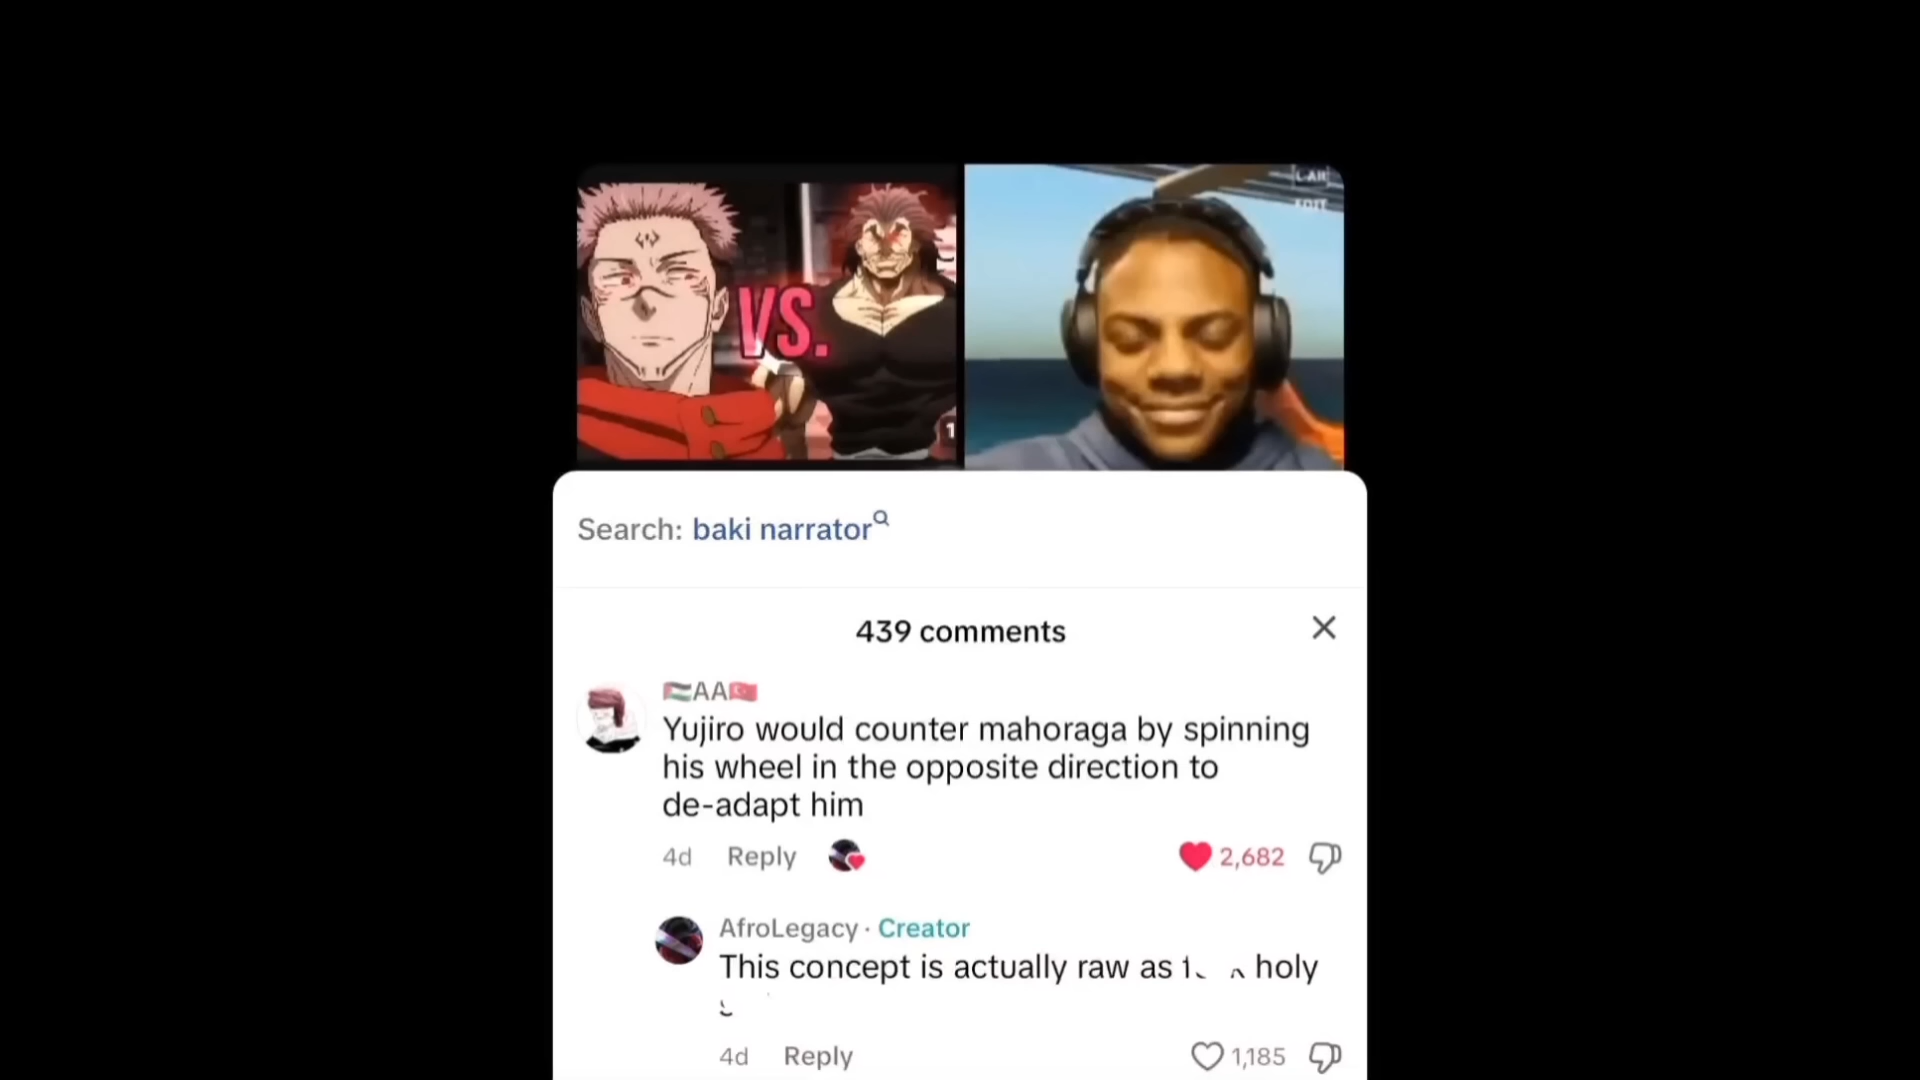 VS.
1
Search: baki narrator
439 comments
🇵🇸AA🇹🇷
Yujiro would counter mahoraga by spinning
his wheel in the opposite direction to
de-adapt him
4d Reply 2,682
AfroLegacy · Creator
This concept is actually raw as holy
4d Reply 1,185